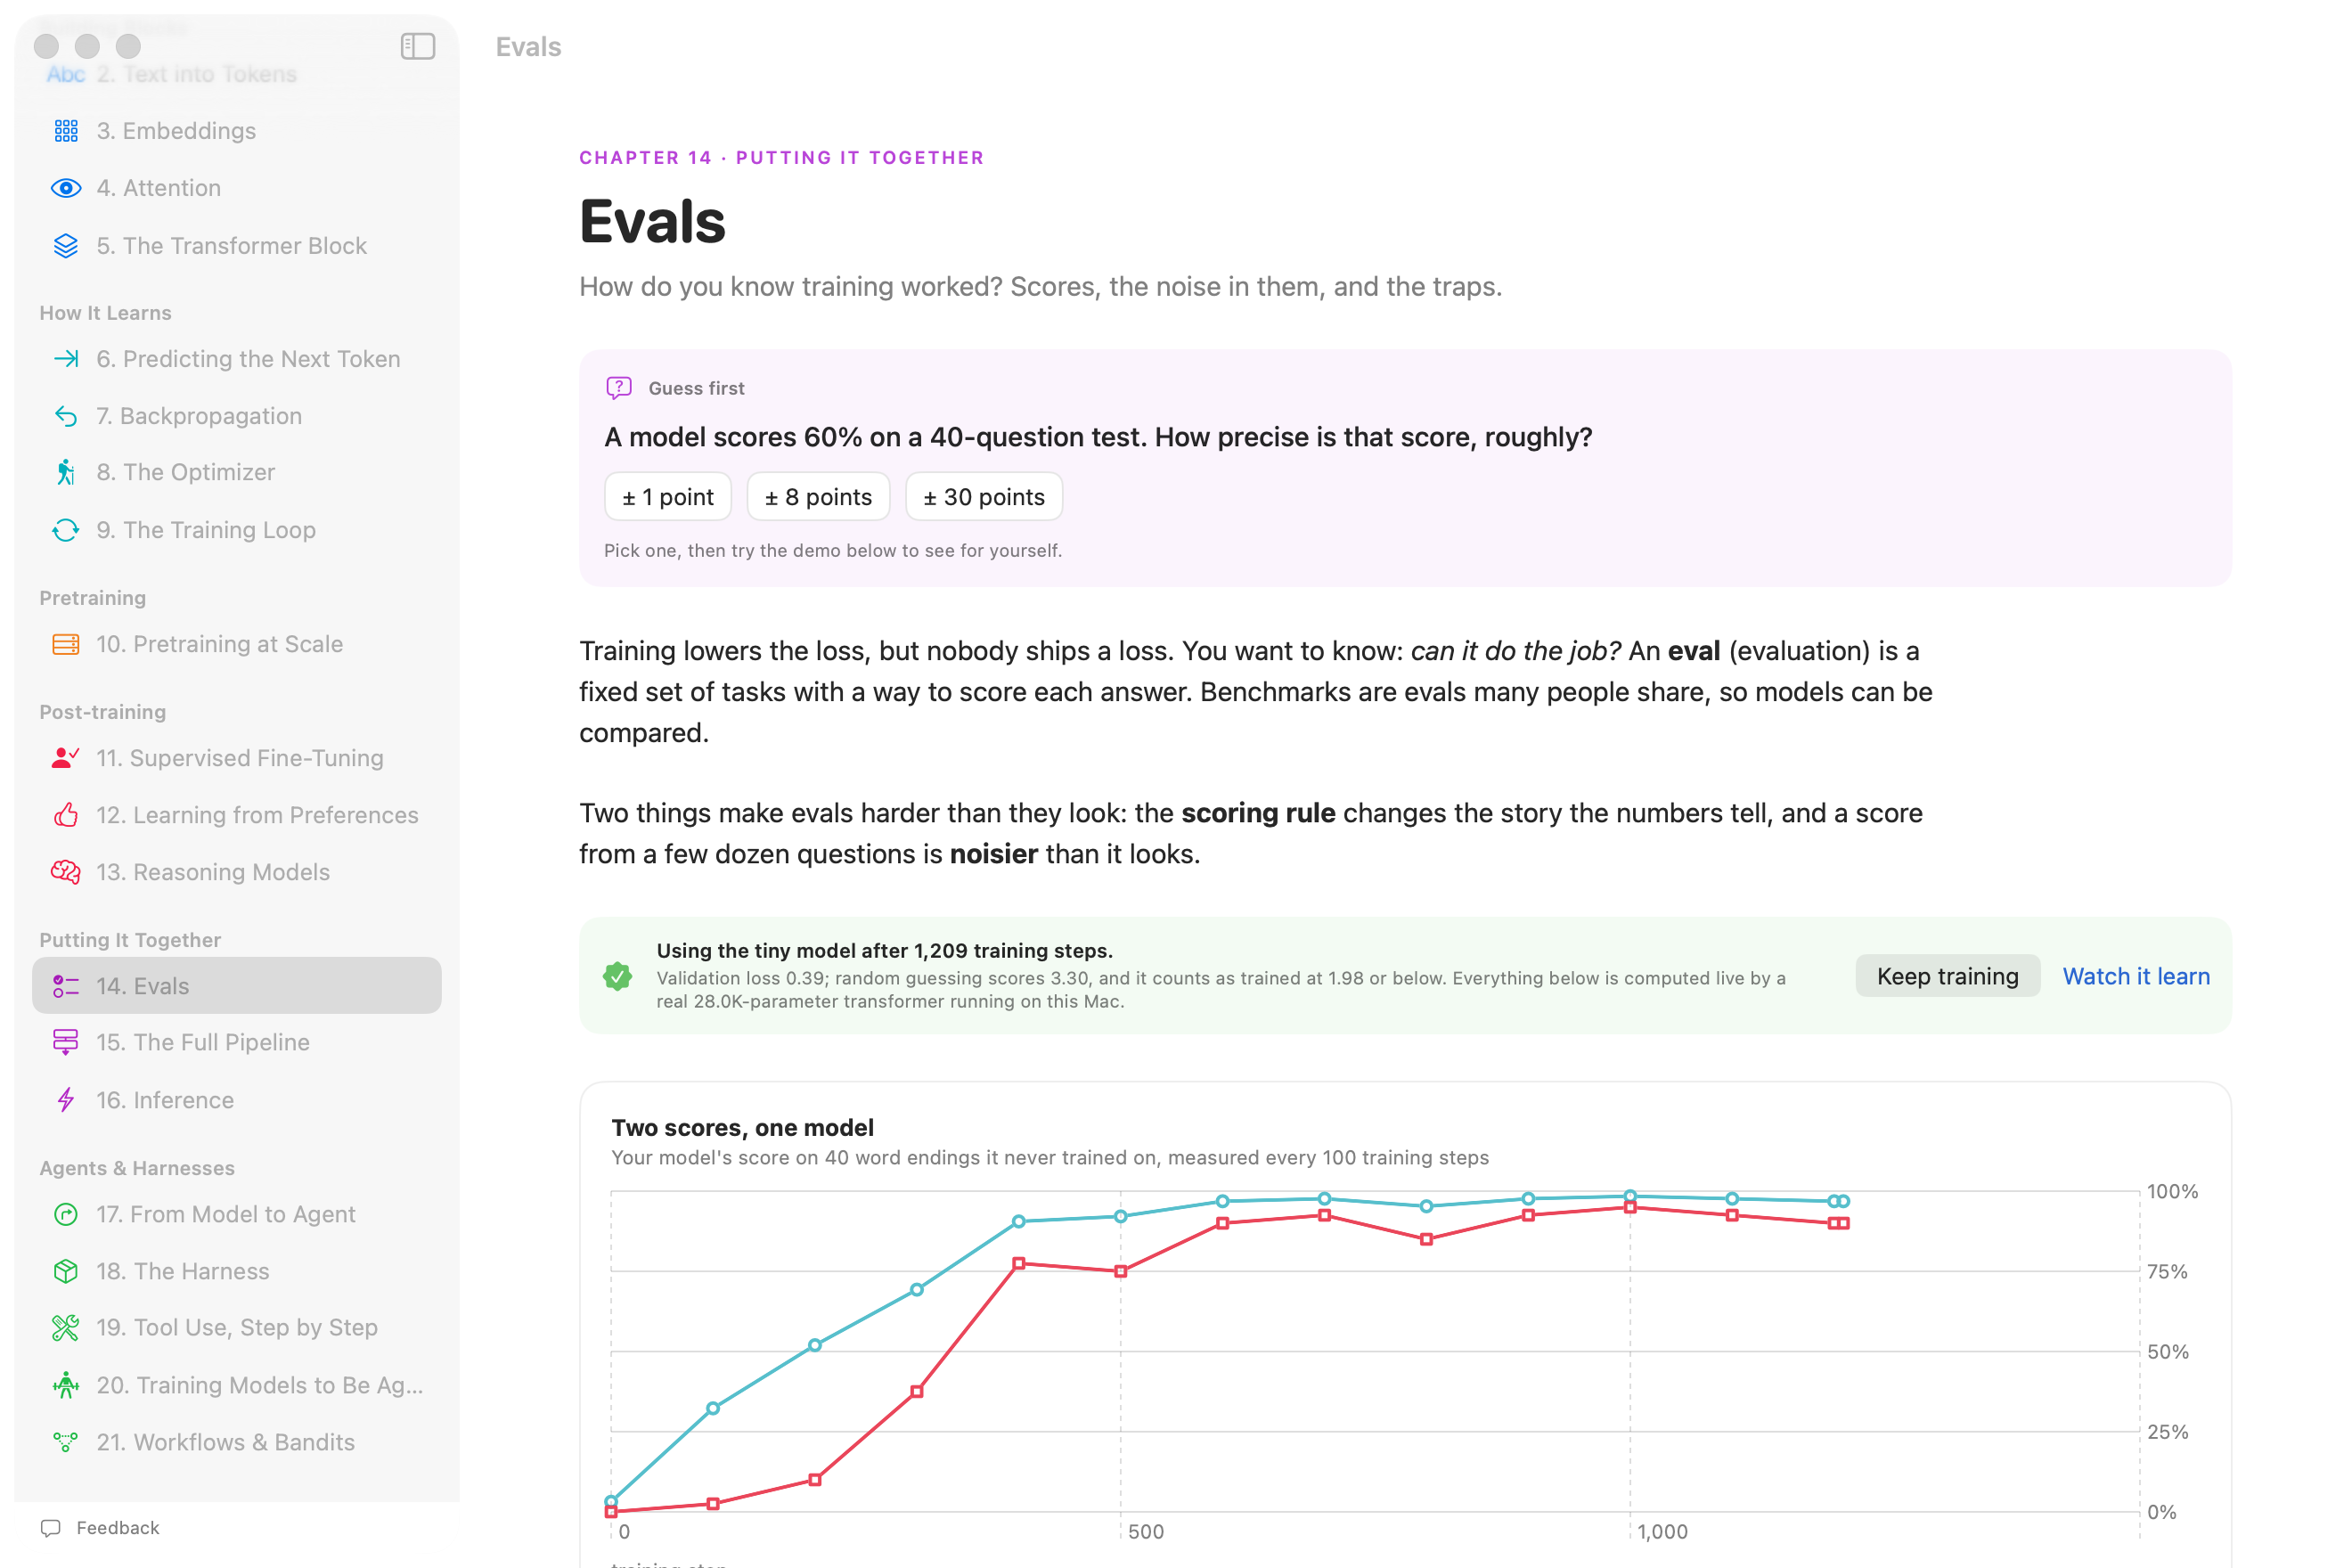 Abc 2. Text into Tokens
3. Embeddings
4. Attention
5. The Transformer Block
How It Learns
6. Predicting the Next Token
7. Backpropagation
8. The Optimizer
9. The Training Loop
Pretraining
10. Pretraining at Scale
Post-training
11. Supervised Fine-Tuning
12. Learning from Preferences
13. Reasoning Models
Putting It Together
14. Evals
15. The Full Pipeline
16. Inference
Agents & Harnesses
17. From Model to Agent
18. The Harness
19. Tool Use, Step by Step
20. Training Models to Be Ag...
21. Workflows & Bandits
Feedback
Evals
CHAPTER 14 · PUTTING IT TOGETHER
Evals
How do you know training worked? Scores, the noise in them, and the traps.
Guess first
A model scores 60% on a 40-question test. How precise is that score, roughly?
± 1 point
± 8 points
± 30 points
Pick one, then try the demo below to see for yourself.
Training lowers the loss, but nobody ships a loss. You want to know: can it do the job? An eval (evaluation) is a
fixed set of tasks with a way to score each answer. Benchmarks are evals many people share, so models can be
compared.
Two things make evals harder than they look: the scoring rule changes the story the numbers tell, and a score
from a few dozen questions is noisier than it looks.
Using the tiny model after 1,209 training steps.
Validation loss 0.39; random guessing scores 3.30, and it counts as trained at 1.98 or below. Everything below is computed live by a
real 28.0K-parameter transformer running on this Mac.
Keep training
Watch it learn
Two scores, one model
Your model's score on 40 word endings it never trained on, measured every 100 training steps
100%
75%
50%
25%
0%
0
500
1,000